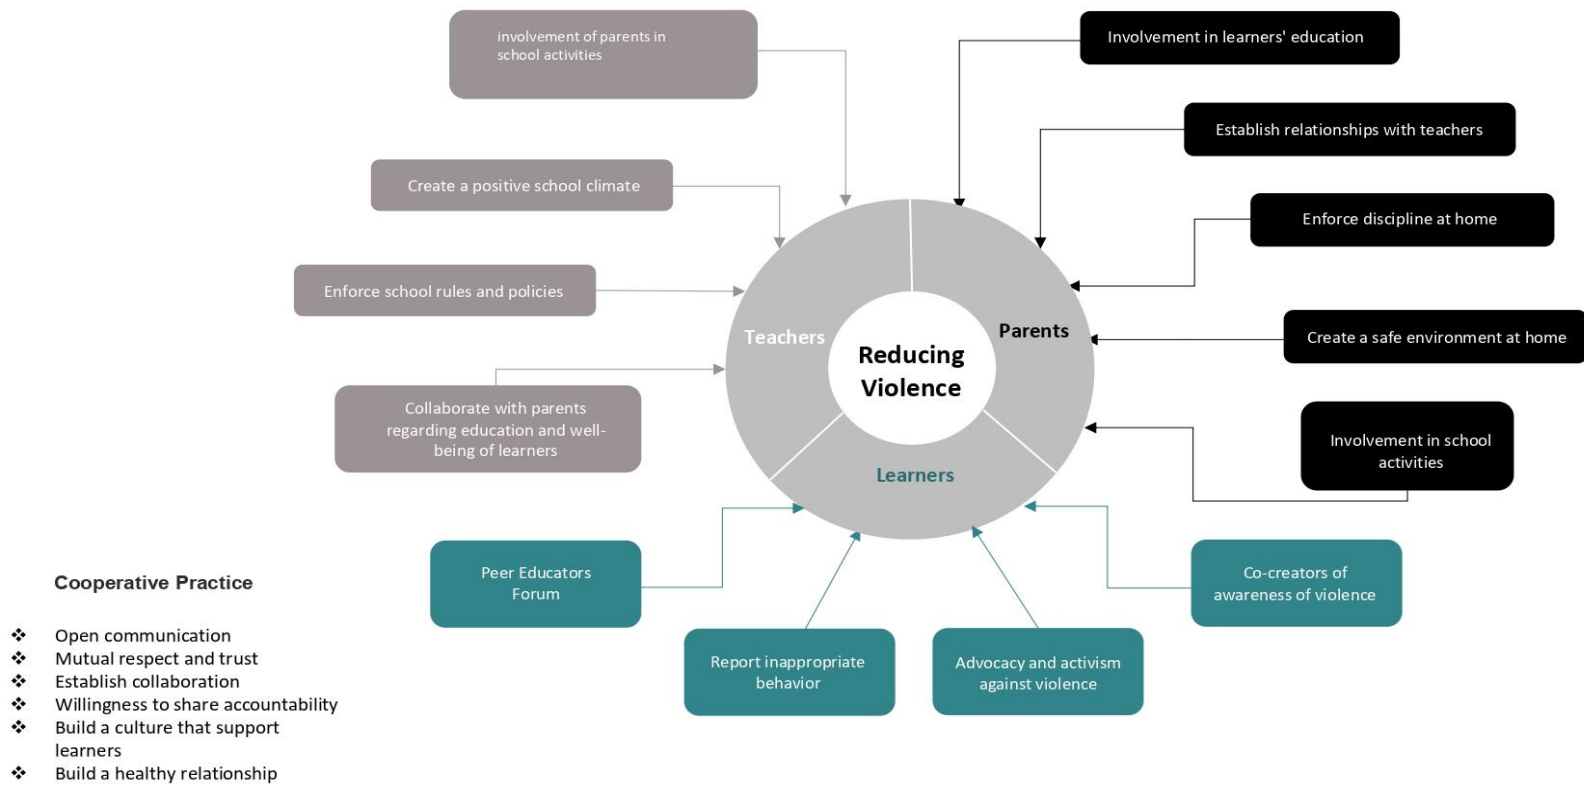 involvement of parents in
school activities
Create a positive school climate
Enforce school rules and policies
Collaborate with parents
regarding education and well-
being of learners
Involvement in learners' education
Establish relationships with teachers
Enforce discipline at home
Create a safe environment at home
Involvement in school
activities
Teachers
Parents
Reducing
Violence
Learners
Peer Educators
Forum
Report inappropriate
behavior
Advocacy and activism
against violence
Co-creators of
awareness of violence
Cooperative Practice
❖ Open communication
❖ Mutual respect and trust
❖ Establish collaboration
❖ Willingness to share accountability
❖ Build a culture that support
learners
❖ Build a healthy relationship